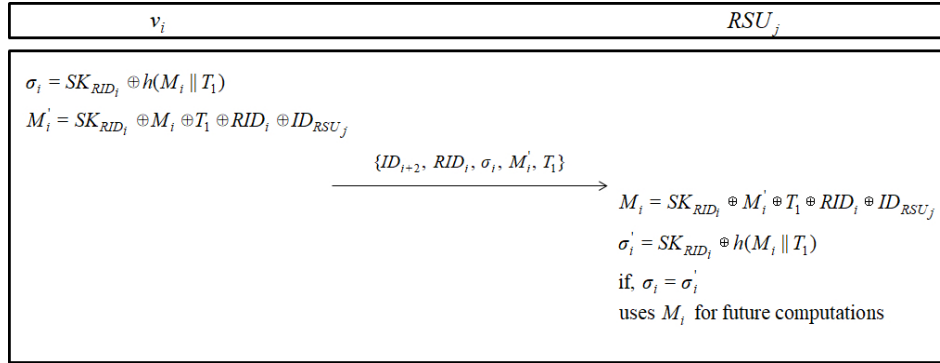 v_i RSU_j
σ_i = SK_{RID_i} ⊕ h(M_i || T_1)
M_i^' = SK_{RID_i} ⊕ M_i ⊕ T_1 ⊕ RID_i ⊕ ID_{RSU_j}
{ID_{i+2}, RID_i, σ_i, M_i^', T_1}
M_i = SK_{RID_i} ⊕ M_i^' ⊕ T_1 ⊕ RID_i ⊕ ID_{RSU_j}
σ_i^' = SK_{RID_i} ⊕ h(M_i || T_1)
if, σ_i = σ_i^'
uses M_i for future computations